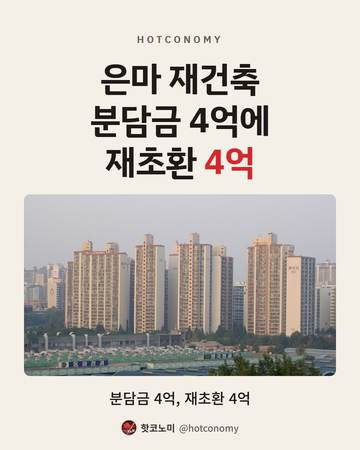 HOTCONOMY
은마 재건축
분담금 4억에
재초환 4억
분담금 4억, 재초환 4억
핫코노미 @hotconomy